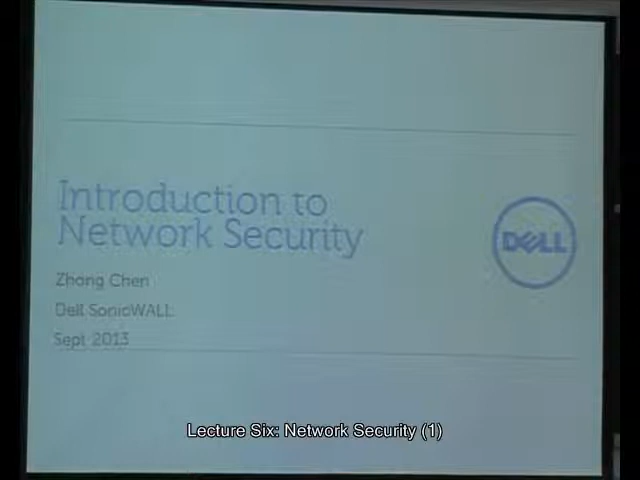 Introduction to
Network Security
DELL
Zhong Chen
Dell SonicWALL
Sept 2013
Lecture Six: Network Security (1)